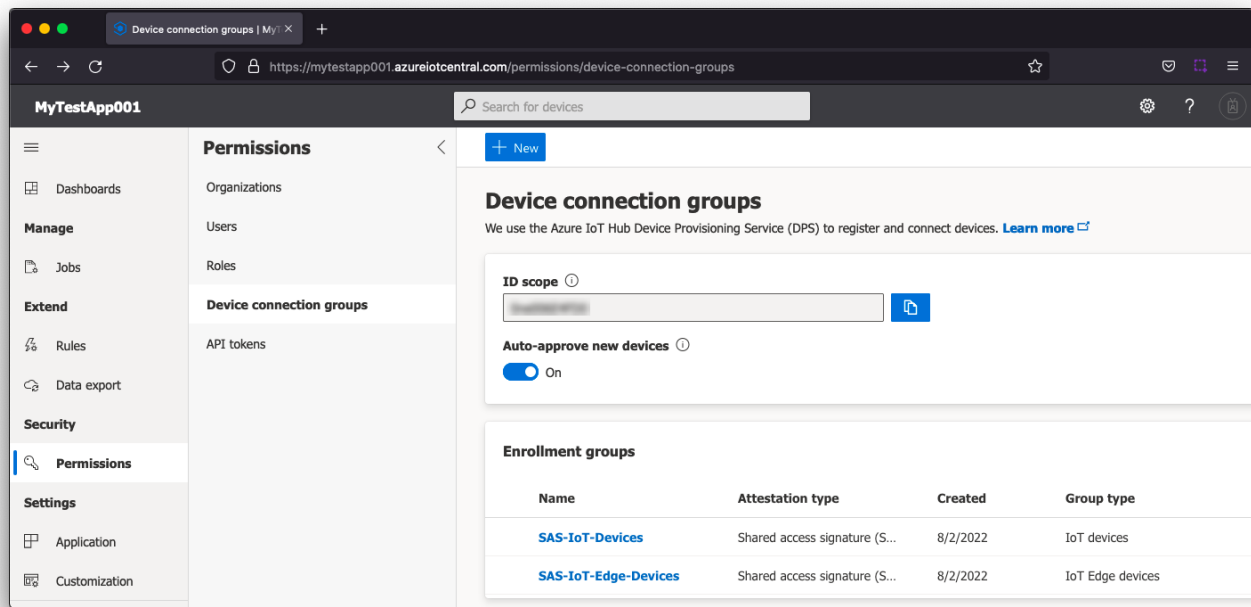 Device connection groups | MyT
https://mytestapp001.azureiotcentral.com/permissions/device-connection-groups
MyTestApp001
Search for devices
Dashboards
Manage
Jobs
Extend
Rules
Data export
Security
Permissions
Settings
Application
Customization
Permissions
Organizations
Users
Roles
Device connection groups
API tokens
New
Device connection groups
We use the Azure IoT Hub Device Provisioning Service (DPS) to register and connect devices. Learn more
ID scope
Auto-approve new devices
On
Enrollment groups
Name Attestation type Created Group type
SAS-IoT-Devices Shared access signature (S... 8/2/2022 IoT devices
SAS-IoT-Edge-Devices Shared access signature (S... 8/2/2022 IoT Edge devices